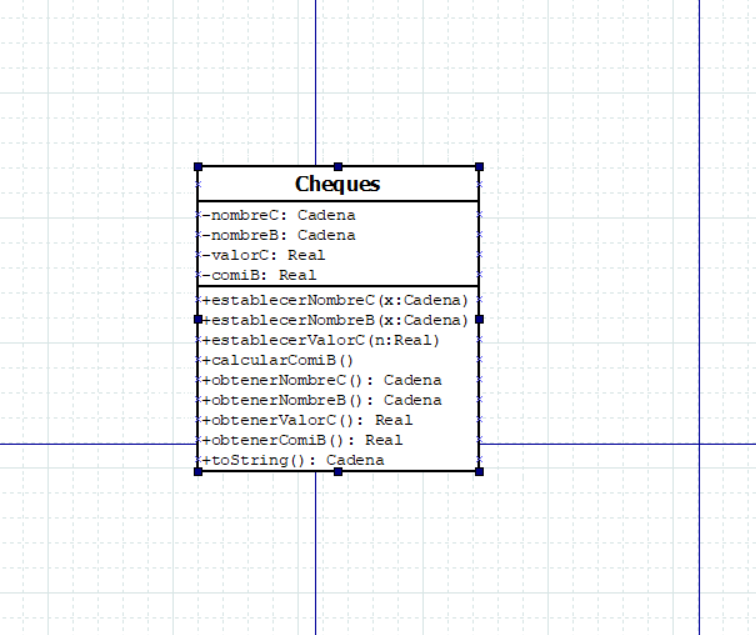 Cheques
-nombreC: Cadena
-nombreB: Cadena
-valorC: Real
-comiB: Real
+establecerNombreC(x:Cadena)
+establecerNombreB(x:Cadena)
+establecerValorC(n:Real)
+calcularComiB()
+obtenerNombreC(): Cadena
+obtenerNombreB(): Cadena
+obtenerValorC(): Real
+obtenerComiB(): Real
+toString(): Cadena